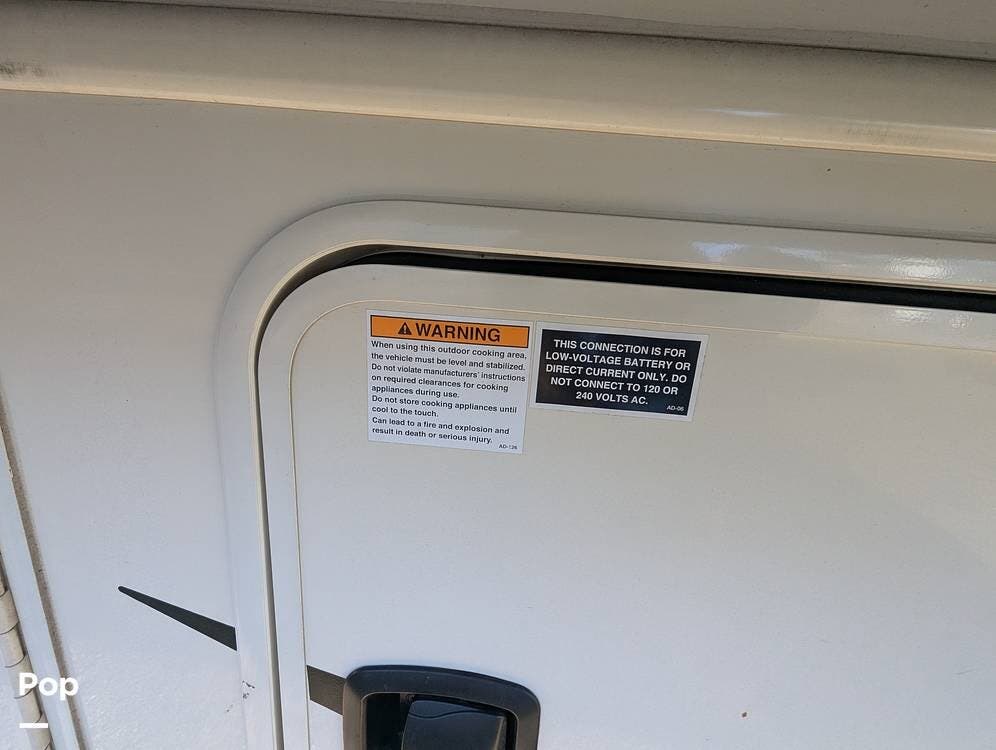 WARNING
When using this outdoor cooking area,
the vehicle must be level and stabilized.
Do not violate manufacturers' instructions
on required clearances for cooking
appliances during use.
Do not store cooking appliances until
cool to the touch.
Can lead to a fire and explosion and
result in death or serious injury.
AD-126
THIS CONNECTION IS FOR
LOW-VOLTAGE BATTERY OR
DIRECT CURRENT ONLY. DO
NOT CONNECT TO 120 OR
240 VOLTS AC.
AD-06
Pop